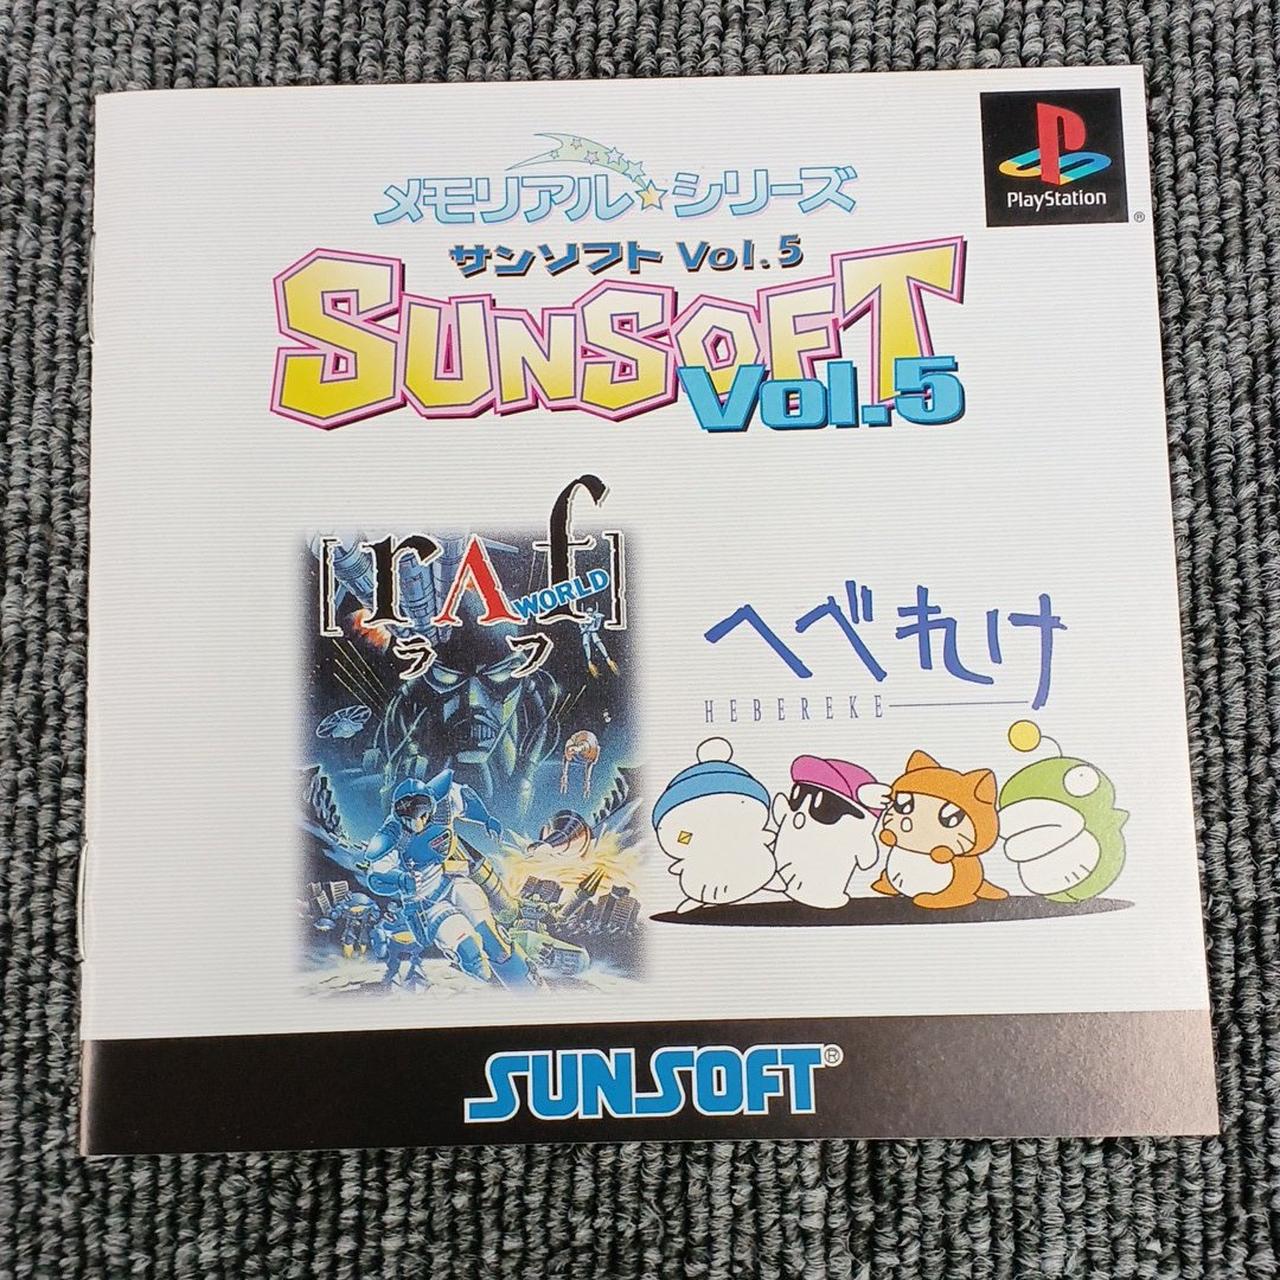 PlayStation
®
メモリアル☆シリーズ
サンソフト Vol.5
SUNSOFT
Vol.5
[rAf]
WORLD
ラフ
へべれけ
HEBEREKE
SUNSOFT®